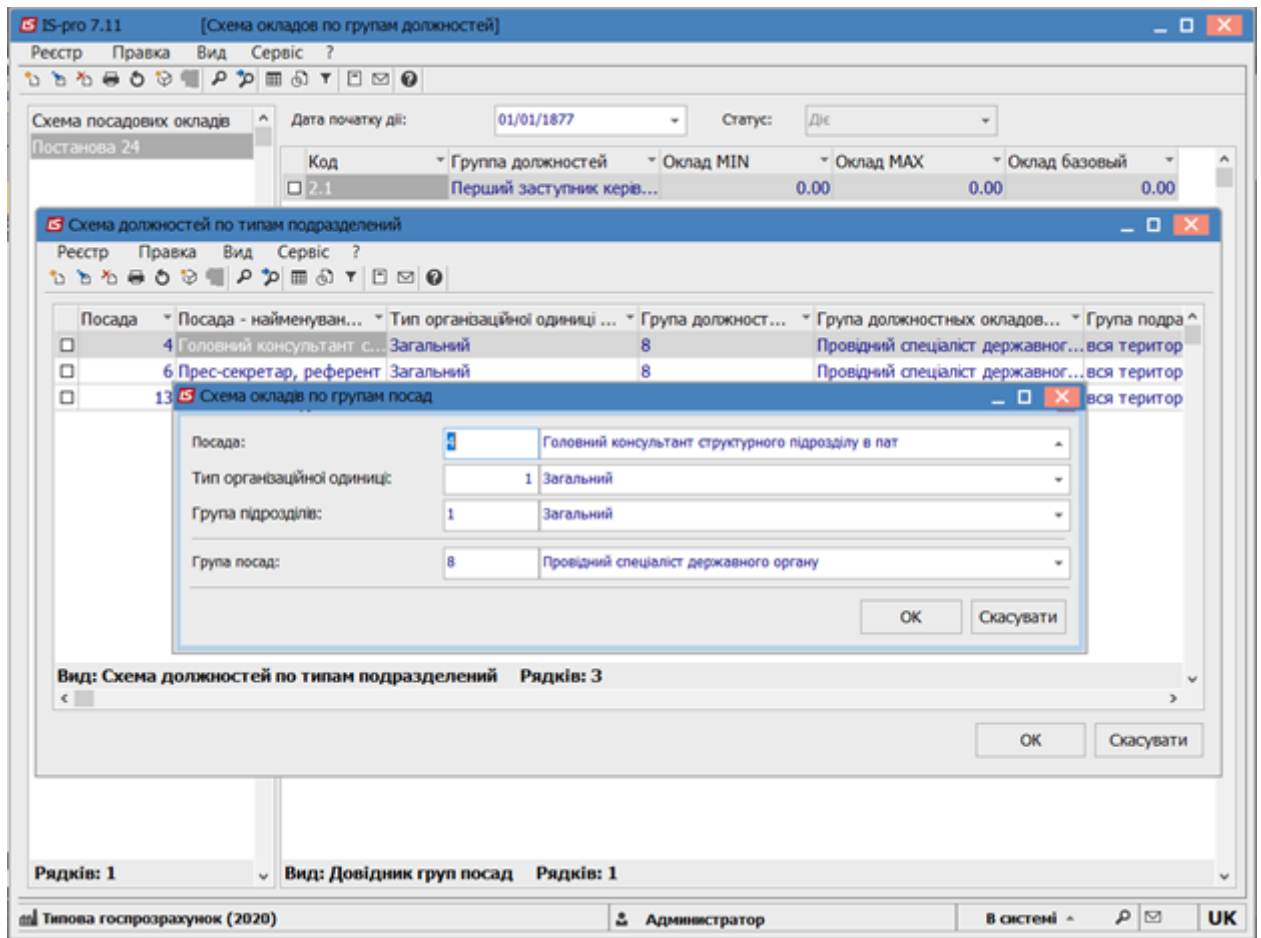 IS-pro 7.11 [Схема окладов по групам должностей]
Реєстр Правка Вид Сервіс ?
Схема посадових окладів
Постанова 24
Дата початку дії: 01/01/1877 Статус: Діє
Код Группа должностей Оклад MIN Оклад MAX Оклад базовый
2.1 Перший заступник керів... 0.00 0.00 0.00
Схема должностей по типам подразделений
Реєстр Правка Вид Сервіс ?
Посада Посада - найменуван... Тип організаційної одиниці ... Група должност... Група должностных окладов... Група подра
4 Головний консультант с... Загальний 8 Провідний спеціаліст державног... вся територ
6 Прес-секретар, референт Загальний 8 Провідний спеціаліст державног... вся територ
13 вся територ
Схема окладів по групам посад
Посада: 4 Головний консультант структурного підрозділу в пат
Тип організаційної одиниці: 1 Загальний
Група підрозділів: 1 Загальний
Група посад: 8 Провідний спеціаліст державного органу
OK Скасувати
Вид: Схема должностей по типам подразделений Рядків: 3
OK Скасувати
Рядків: 1
Вид: Довідник груп посад Рядків: 1
Типова госпрозрахунок (2020) Администратор В системі UK